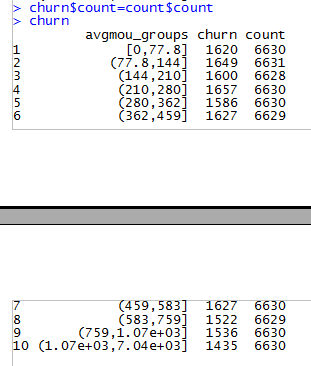 > churn$count=count$count
> churn
avgmou_groups churn count
1 [0,77.8] 1620 6630
2 (77.8,144] 1649 6631
3 (144,210] 1600 6628
4 (210,280] 1657 6630
5 (280,362] 1586 6630
6 (362,459] 1627 6629
7 (459,583] 1627 6630
8 (583,759] 1522 6629
9 (759,1.07e+03] 1536 6630
10 (1.07e+03,7.04e+03] 1435 6630